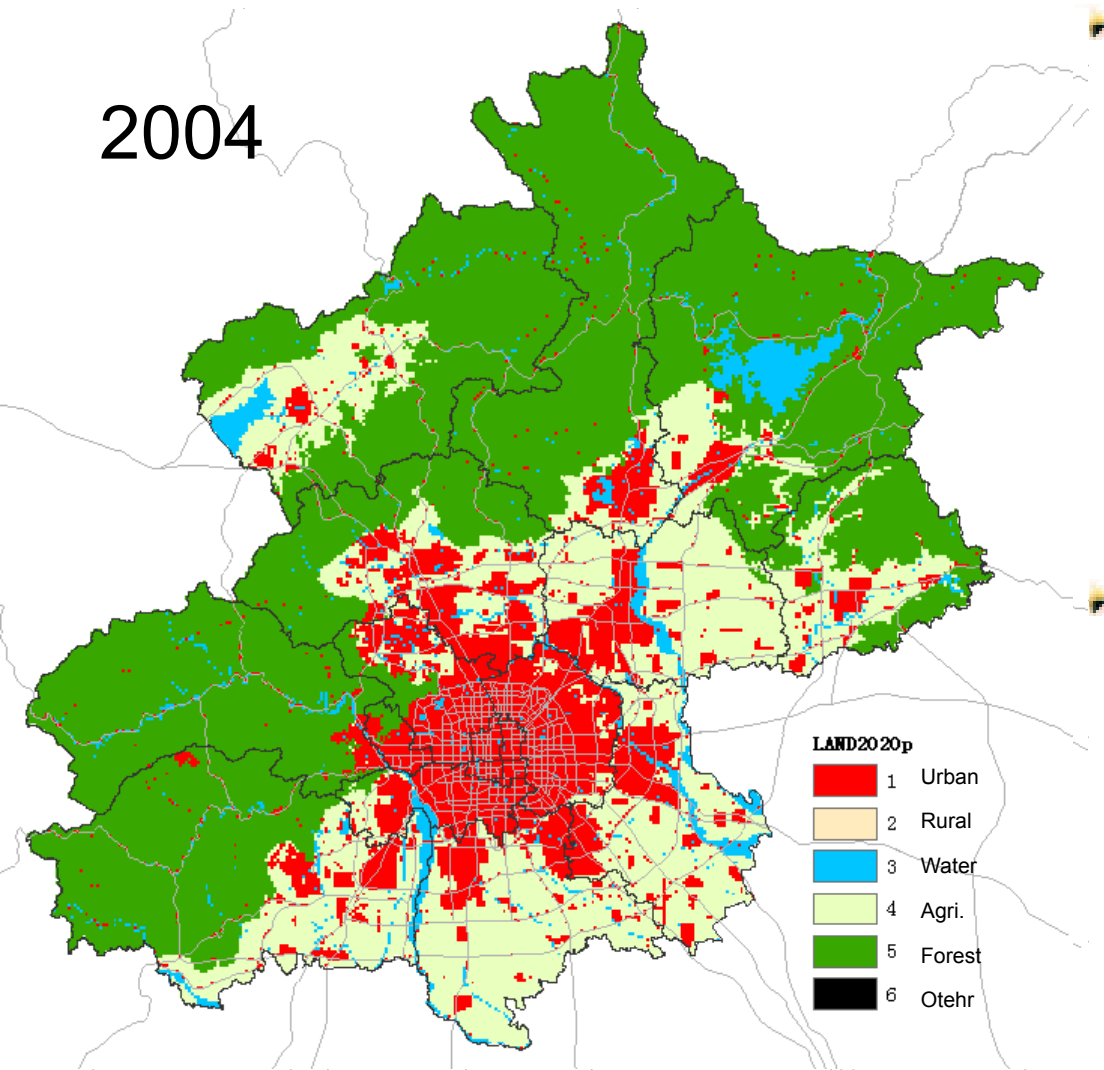 2004
LAND2020p
1 Urban
2 Rural
3 Water
4 Agri.
5 Forest
6 Otehr